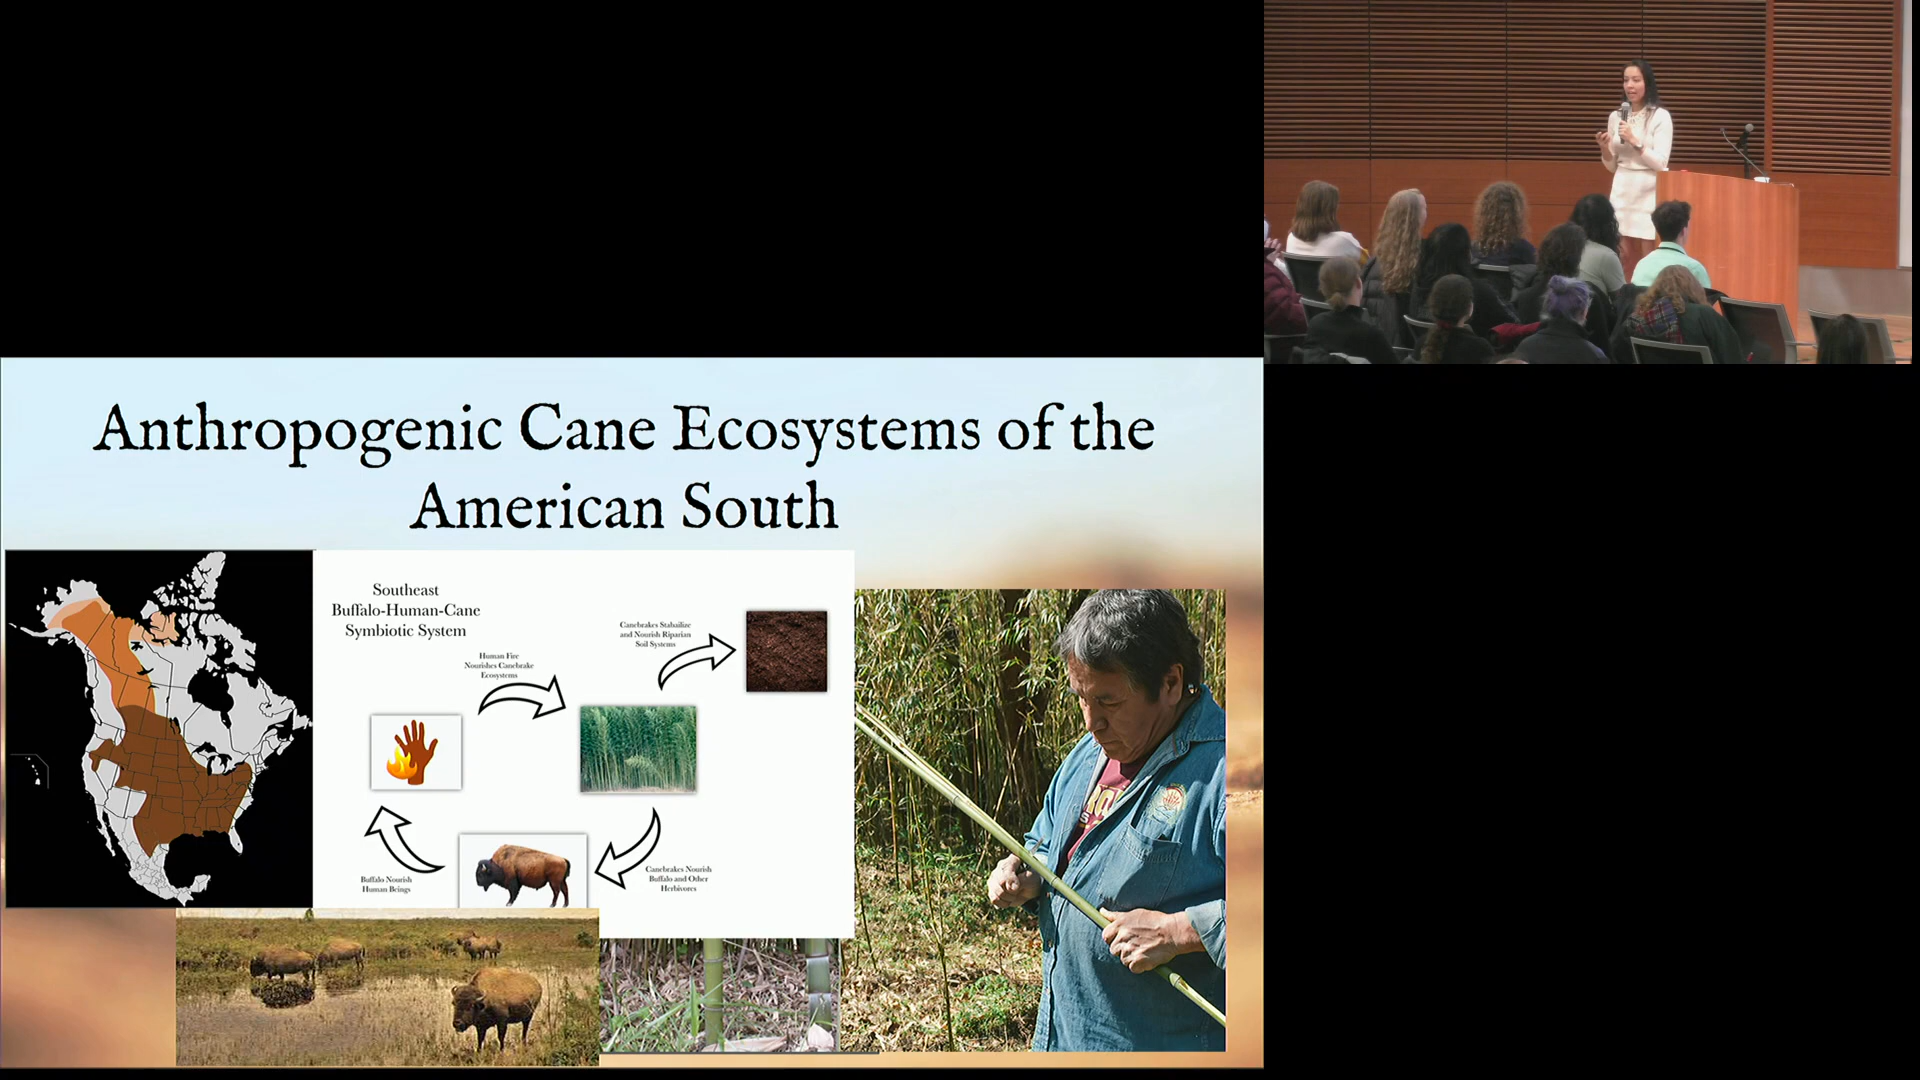 Anthropogenic Cane Ecosystems of the
American South
Southeast
Buffalo-Human-Cane
Symbiotic System
Human Fire
Nourishes Canebrake
Ecosystems
Canebrakes Stabailize
and Nourish Riparian
Soil Systems
Buffalo Nourish
Human Beings
Canebrakes Nourish
Buffalo and Other
Herbivores